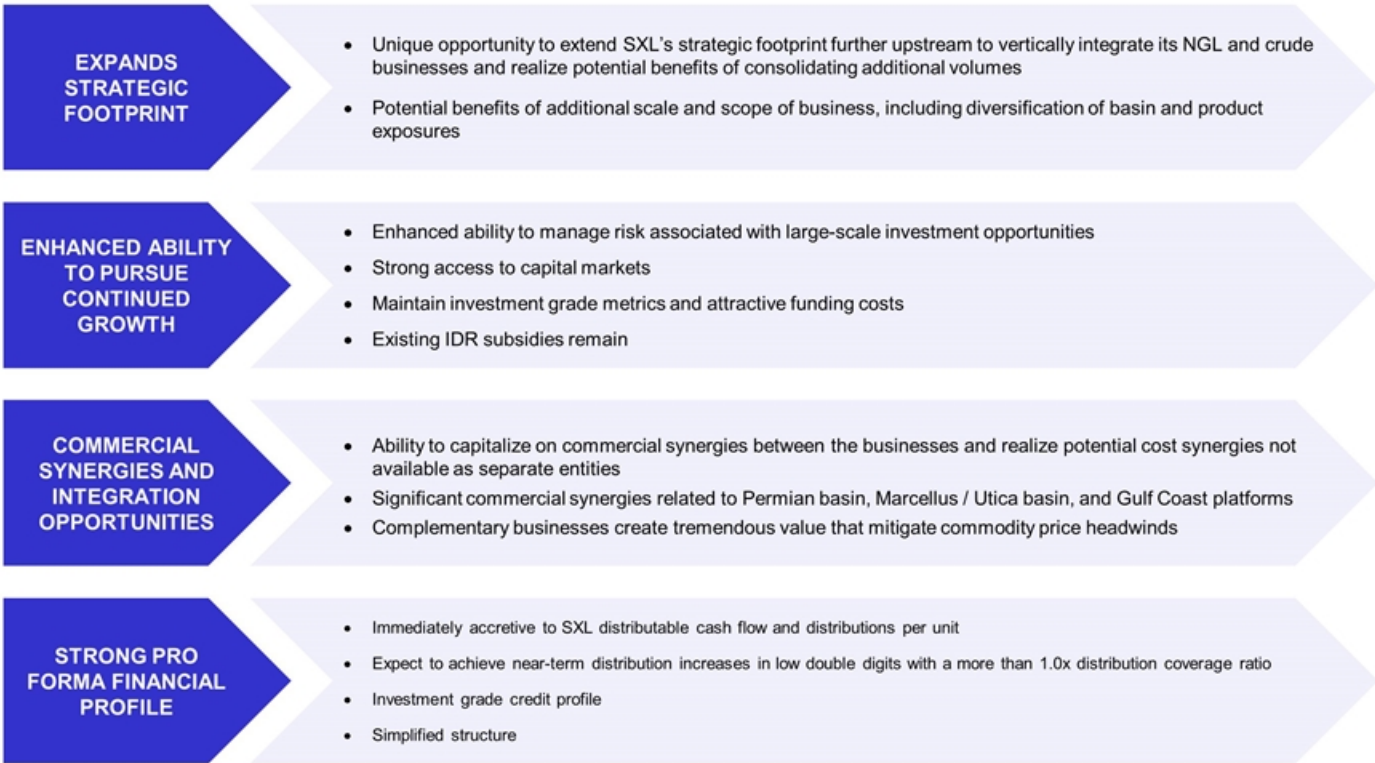 EXPANDS
STRATEGIC
FOOTPRINT
• Unique opportunity to extend SXL's strategic footprint further upstream to vertically integrate its NGL and crude
businesses and realize potential benefits of consolidating additional volumes
• Potential benefits of additional scale and scope of business, including diversification of basin and product
exposures
ENHANCED ABILITY
TO PURSUE
CONTINUED
GROWTH
• Enhanced ability to manage risk associated with large-scale investment opportunities
• Strong access to capital markets
• Maintain investment grade metrics and attractive funding costs
• Existing IDR subsidies remain
COMMERCIAL
SYNERGIES AND
INTEGRATION
OPPORTUNITIES
• Ability to capitalize on commercial synergies between the businesses and realize potential cost synergies not
available as separate entities
• Significant commercial synergies related to Permian basin, Marcellus / Utica basin, and Gulf Coast platforms
• Complementary businesses create tremendous value that mitigate commodity price headwinds
STRONG PRO
FORMA FINANCIAL
PROFILE
• Immediately accretive to SXL distributable cash flow and distributions per unit
• Expect to achieve near-term distribution increases in low double digits with a more than 1.0x distribution coverage ratio
• Investment grade credit profile
• Simplified structure